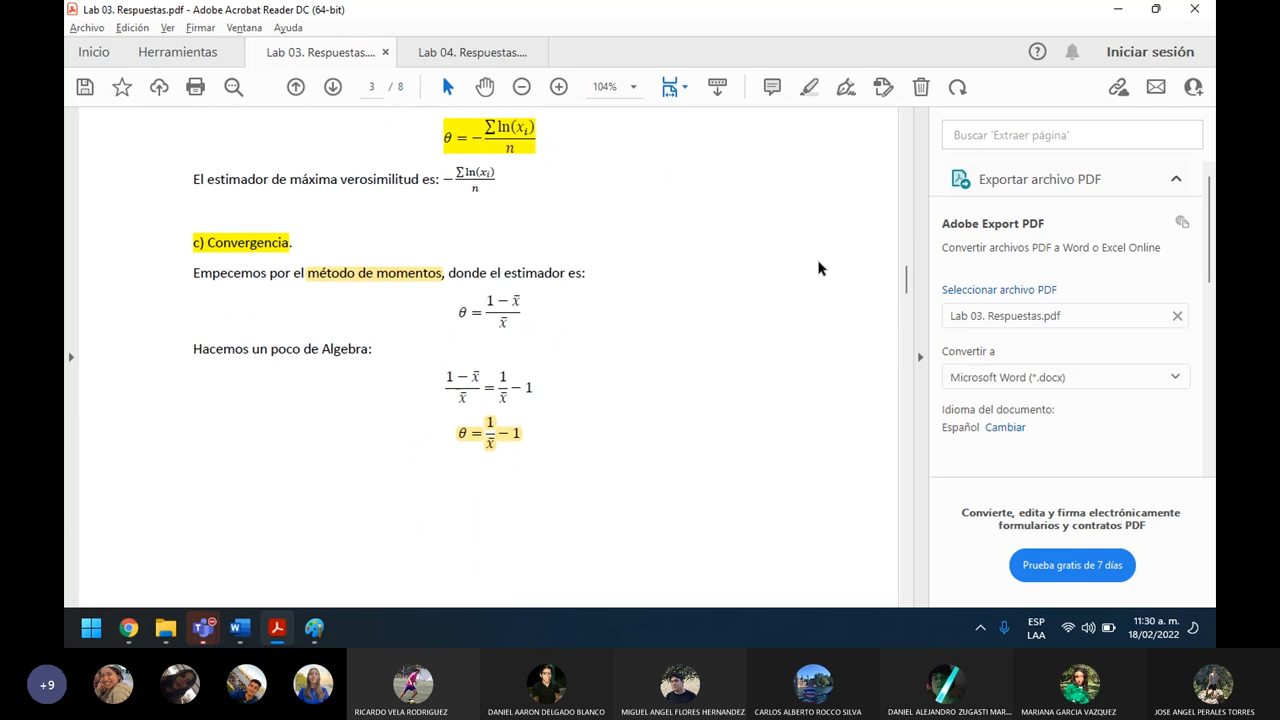 Lab 03. Respuestas.pdf - Adobe Acrobat Reader DC (64-bit)
Archivo Edición Ver Firmar Ventana Ayuda
Inicio Herramientas Lab 03. Respuestas.... × Lab 04. Respuestas.... Iniciar sesión
3 / 8 104%
θ = − ∑ ln(xᵢ) / n
El estimador de máxima verosimilitud es: − ∑ ln(xᵢ) / n
c) Convergencia.
Empecemos por el método de momentos, donde el estimador es:
θ = (1 − x̄) / x̄
Hacemos un poco de Algebra:
(1 − x̄) / x̄ = 1 / x̄ − 1
θ = 1 / x̄ − 1
Buscar 'Extraer página'
Exportar archivo PDF
Adobe Export PDF
Convertir archivos PDF a Word o Excel Online
Seleccionar archivo PDF
Lab 03. Respuestas.pdf ×
Convertir a
Microsoft Word (*.docx)
Idioma del documento:
Español Cambiar
Convierte, edita y firma electrónicamente
formularios y contratos PDF
Prueba gratis de 7 días
ESP
LAA
11:30 a. m.
18/02/2022
+9
RICARDO VELA RODRIGUEZ
DANIEL AARON DELGADO BLANCO
MIGUEL ANGEL FLORES HERNANDEZ
CARLOS ALBERTO ROCCO SILVA
DANIEL ALEJANDRO ZUGASTI MAR...
MARIANA GARCIA VAZQUEZ
JOSE ANGEL PERALES TORRES